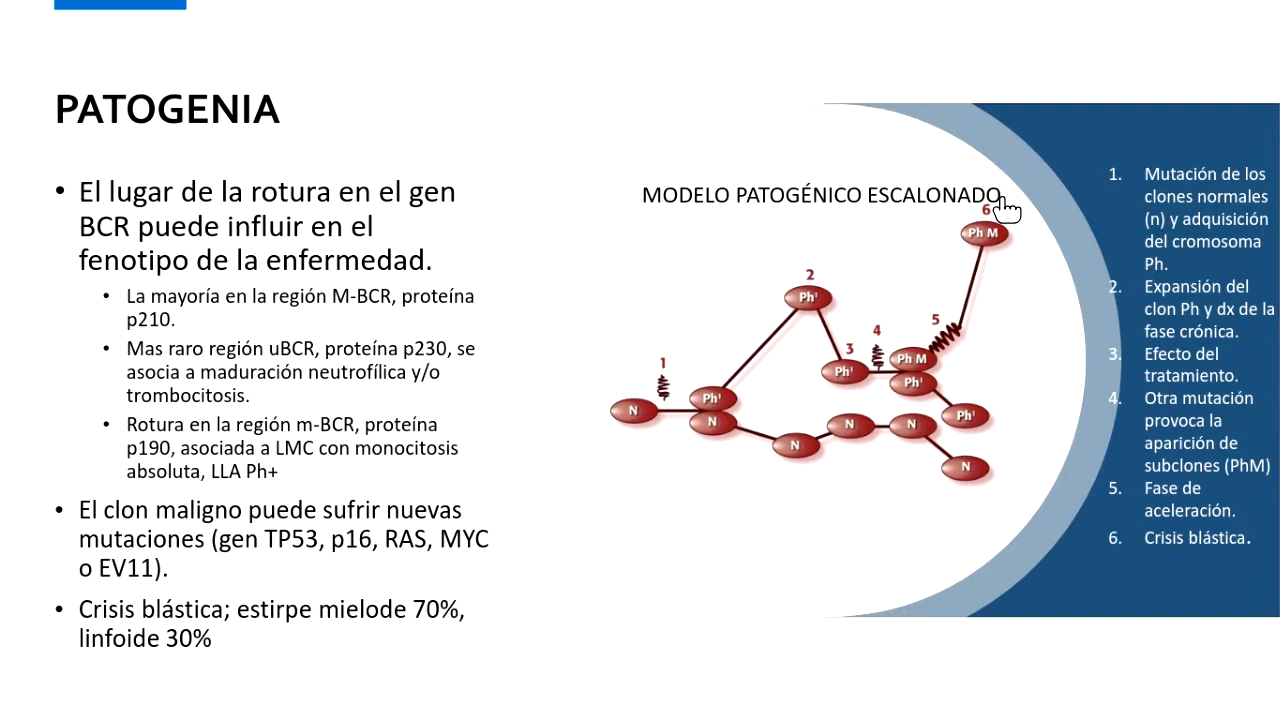 PATOGENIA
• El lugar de la rotura en el gen
BCR puede influir en el
fenotipo de la enfermedad.
• La mayoría en la región M-BCR, proteína
p210.
• Mas raro región uBCR, proteína p230, se
asocia a maduración neutrofílica y/o
trombocitosis.
• Rotura en la región m-BCR, proteína
p190, asociada a LMC con monocitosis
absoluta, LLA Ph+
• El clon maligno puede sufrir nuevas
mutaciones (gen TP53, p16, RAS, MYC
o EV11).
• Crisis blástica; estirpe mielode 70%,
linfoide 30%
MODELO PATOGÉNICO ESCALONADO
6
Ph M
2
Ph¹
5
4
3
Ph M
1
Ph¹
Ph¹
Ph¹
N
N
Ph¹
N
N
N
N
1. Mutación de los
clones normales
(n) y adquisición
del cromosoma
Ph.
2. Expansión del
clon Ph y dx de la
fase crónica.
3. Efecto del
tratamiento.
4. Otra mutación
provoca la
aparición de
subclones (PhM)
5. Fase de
aceleración.
6. Crisis blástica.